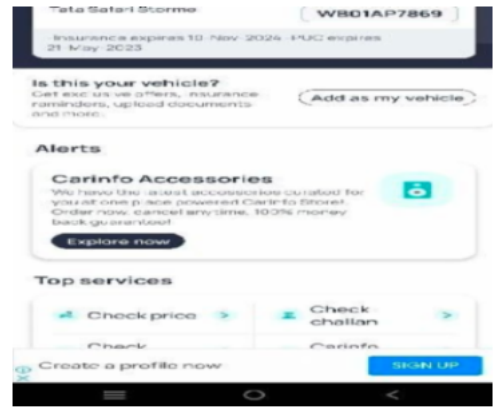 Tata Safari Storme
WB01AP7869
Insurance expires 10-Nov-2024 PUC expires
21-May-2023
Is this your vehicle?
Get exclusive offers, insurance
reminders, upload documents
and more.
Add as my vehicle
Alerts
Carinfo Accessories
We have the latest accessories curated for
you at one place powered Carinfo Store!.
Order now, cancel anytime, 100% money
back guarantee!
Explore now
Top services
Check price
Check
challan
Check
Carinfo
Create a profile now
SIGN UP